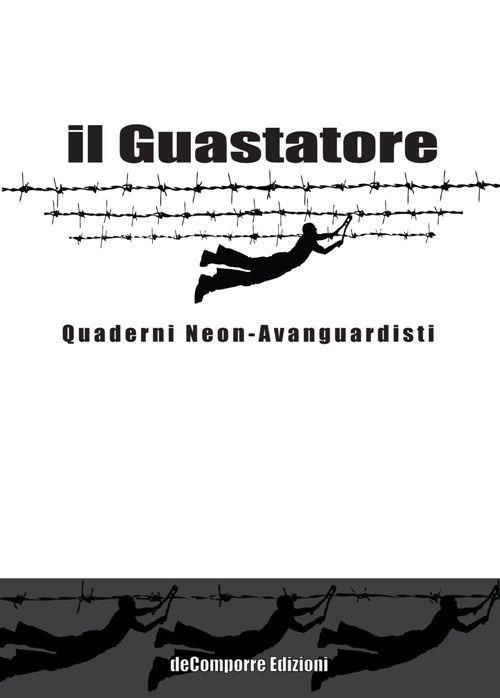 il Guastatore
Quaderni Neon-Avanguardisti
deComporre Edizioni